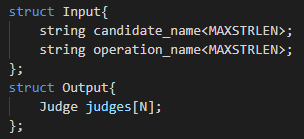 struct Input{
    string candidate_name<MAXSTRLEN>;
    string operation_name<MAXSTRLEN>;
};
struct Output{
    Judge judges[N];
};